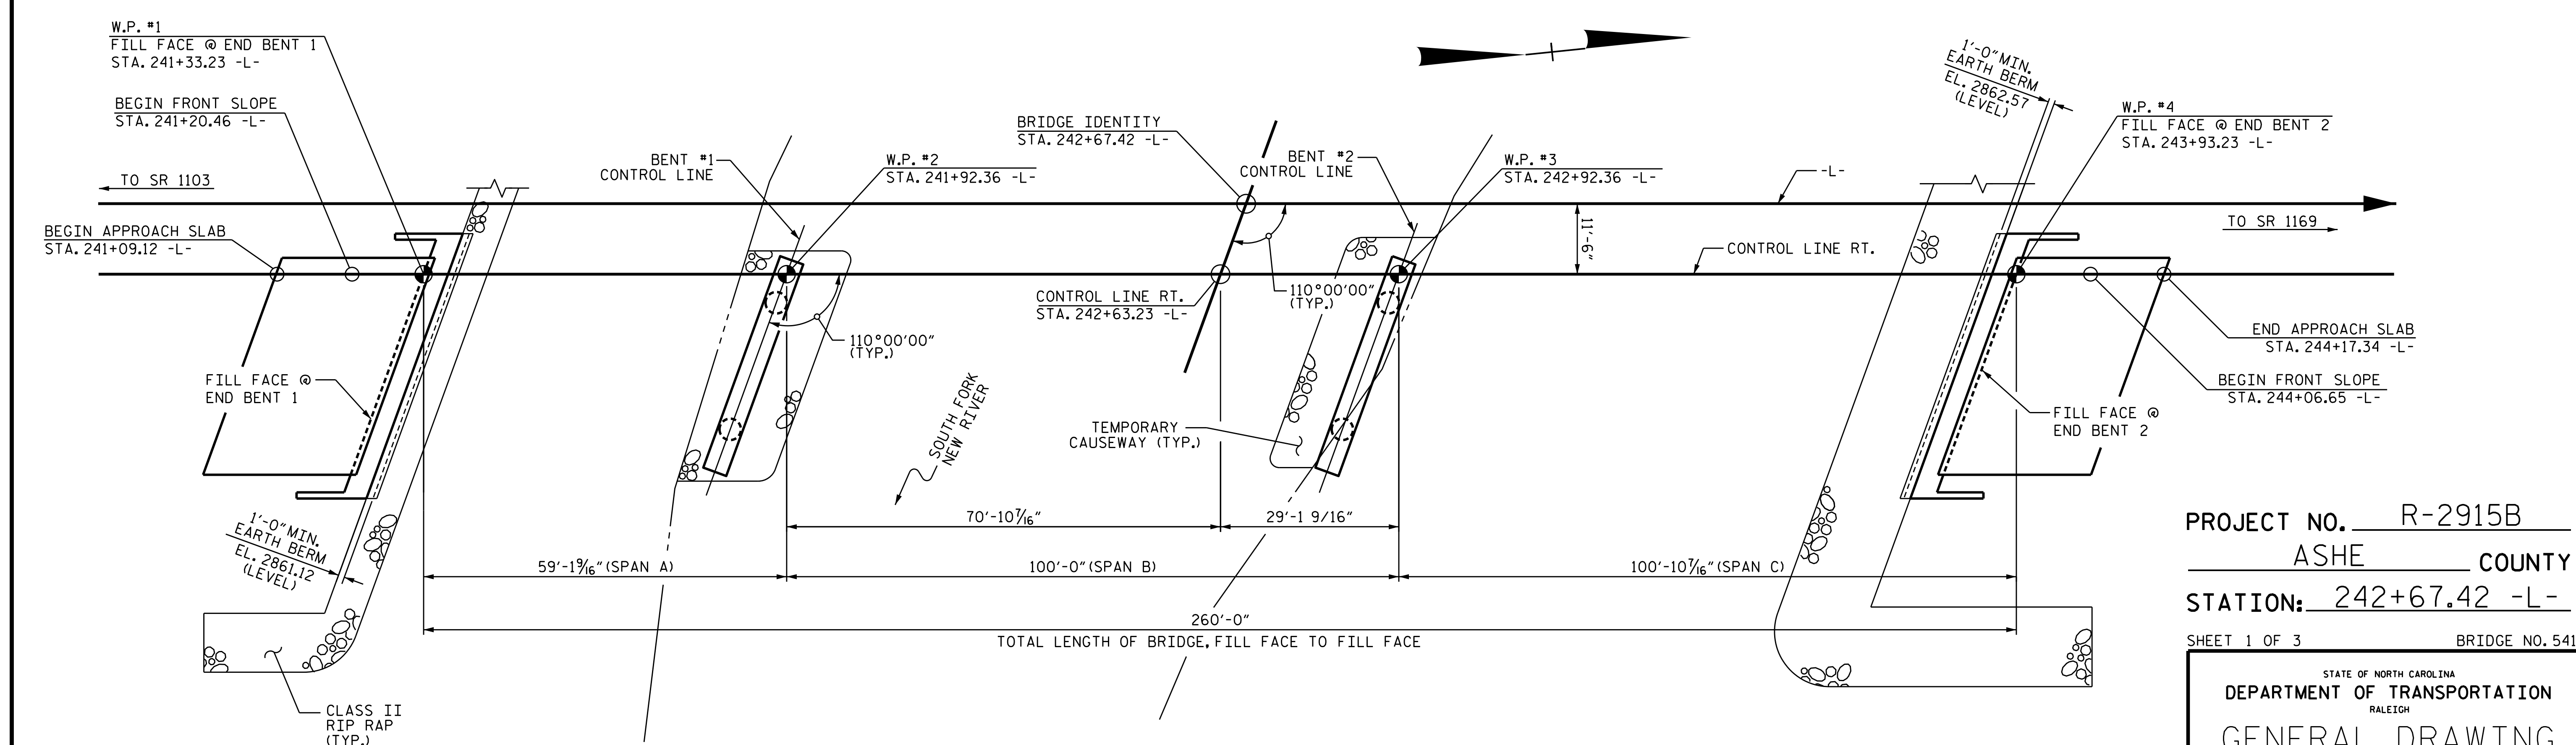 W.P. #1
FILL FACE @ END BENT 1
STA. 241+33.23 -L-
BEGIN FRONT SLOPE
STA. 241+20.46 -L-
TO SR 1103
BEGIN APPROACH SLAB
STA. 241+09.12 -L-
FILL FACE @
END BENT 1
1'-0" MIN.
EARTH BERM
EL. 2861.12
(LEVEL)
CLASS II
RIP RAP
(TYP.)
BENT #1
CONTROL LINE
W.P. #2
STA. 241+92.36 -L-
110°00'00"
(TYP.)
SOUTH FORK
NEW RIVER
BRIDGE IDENTITY
STA. 242+67.42 -L-
BENT #2
CONTROL LINE
W.P. #3
STA. 242+92.36 -L-
110°00'00"
(TYP.)
CONTROL LINE RT.
STA. 242+63.23 -L-
TEMPORARY
CAUSEWAY (TYP.)
11'-6"
-L-
CONTROL LINE RT.
1'-0" MIN.
EARTH BERM
EL. 2862.57
(LEVEL)
W.P. #4
FILL FACE @ END BENT 2
STA. 243+93.23 -L-
TO SR 1169
END APPROACH SLAB
STA. 244+17.34 -L-
BEGIN FRONT SLOPE
STA. 244+06.65 -L-
FILL FACE @
END BENT 2
70'-10 7/16"
29'-1 9/16"
59'-1 9/16" (SPAN A)
100'-0" (SPAN B)
100'-10 7/16" (SPAN C)
260'-0"
TOTAL LENGTH OF BRIDGE, FILL FACE TO FILL FACE
PROJECT NO. R-2915B
ASHE COUNTY
STATION: 242+67.42 -L-
SHEET 1 OF 3 BRIDGE NO. 541
STATE OF NORTH CAROLINA
DEPARTMENT OF TRANSPORTATION
RALEIGH
GENERAL DRAWING